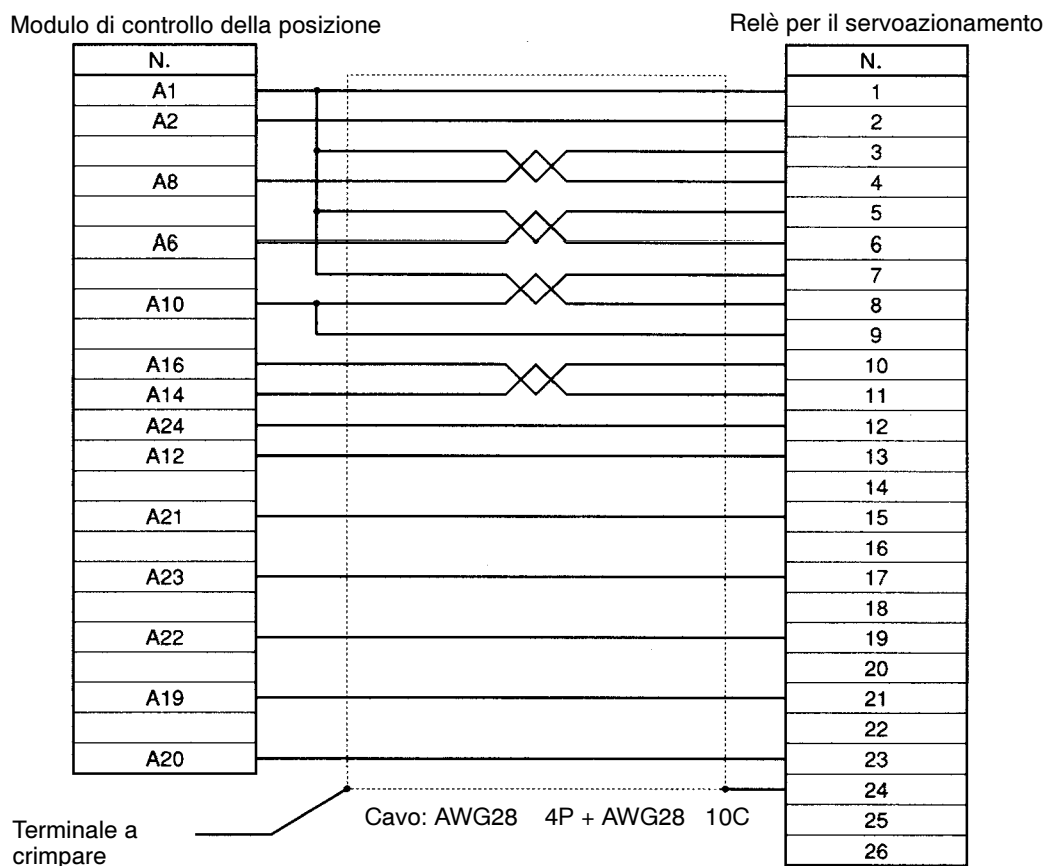 Modulo di controllo della posizione
Relè per il servoazionamento
N.
A1
A2
A8
A6
A10
A16
A14
A24
A12
A21
A23
A22
A19
A20
N.
1
2
3
4
5
6
7
8
9
10
11
12
13
14
15
16
17
18
19
20
21
22
23
24
25
26
Cavo: AWG28 4P + AWG28 10C
Terminale a
crimpare